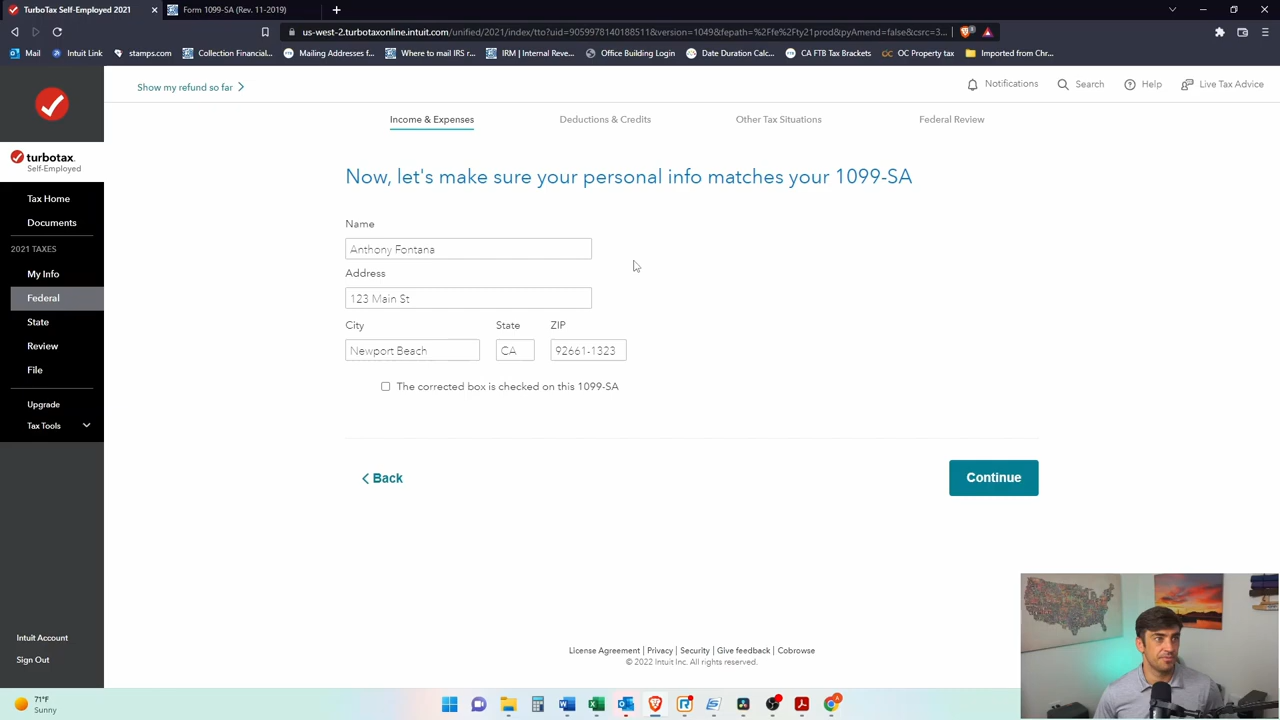 TurboTax Self-Employed 2021
Form 1099-SA (Rev. 11-2019)
us-west-2.turbotaxonline.intuit.com/unified/2021/index/tto?uid=9059978140188511&version=1049&fepath=%2Ffe%2Fty21prod&pyAmend=false&csrc=3...
Mail
Intuit Link
stamps.com
Collection Financial...
Mailing Addresses f...
Where to mail IRS r...
IRM | Internal Reve...
Office Building Login
Date Duration Calc...
CA FTB Tax Brackets
OC Property tax
Imported from Chr...
Show my refund so far
Notifications
Search
Help
Live Tax Advice
Income & Expenses
Deductions & Credits
Other Tax Situations
Federal Review
turbotax
Self-Employed
Tax Home
Documents
2021 TAXES
My Info
Federal
State
Review
File
Upgrade
Tax Tools
Intuit Account
Sign Out
Now, let's make sure your personal info matches your 1099-SA
Name
Anthony Fontana
Address
123 Main St
City State ZIP
Newport Beach CA 92661-1323
The corrected box is checked on this 1099-SA
Back
Continue
License Agreement | Privacy | Security | Give feedback | Cobrowse
© 2022 Intuit Inc. All rights reserved.
71°F
Sunny